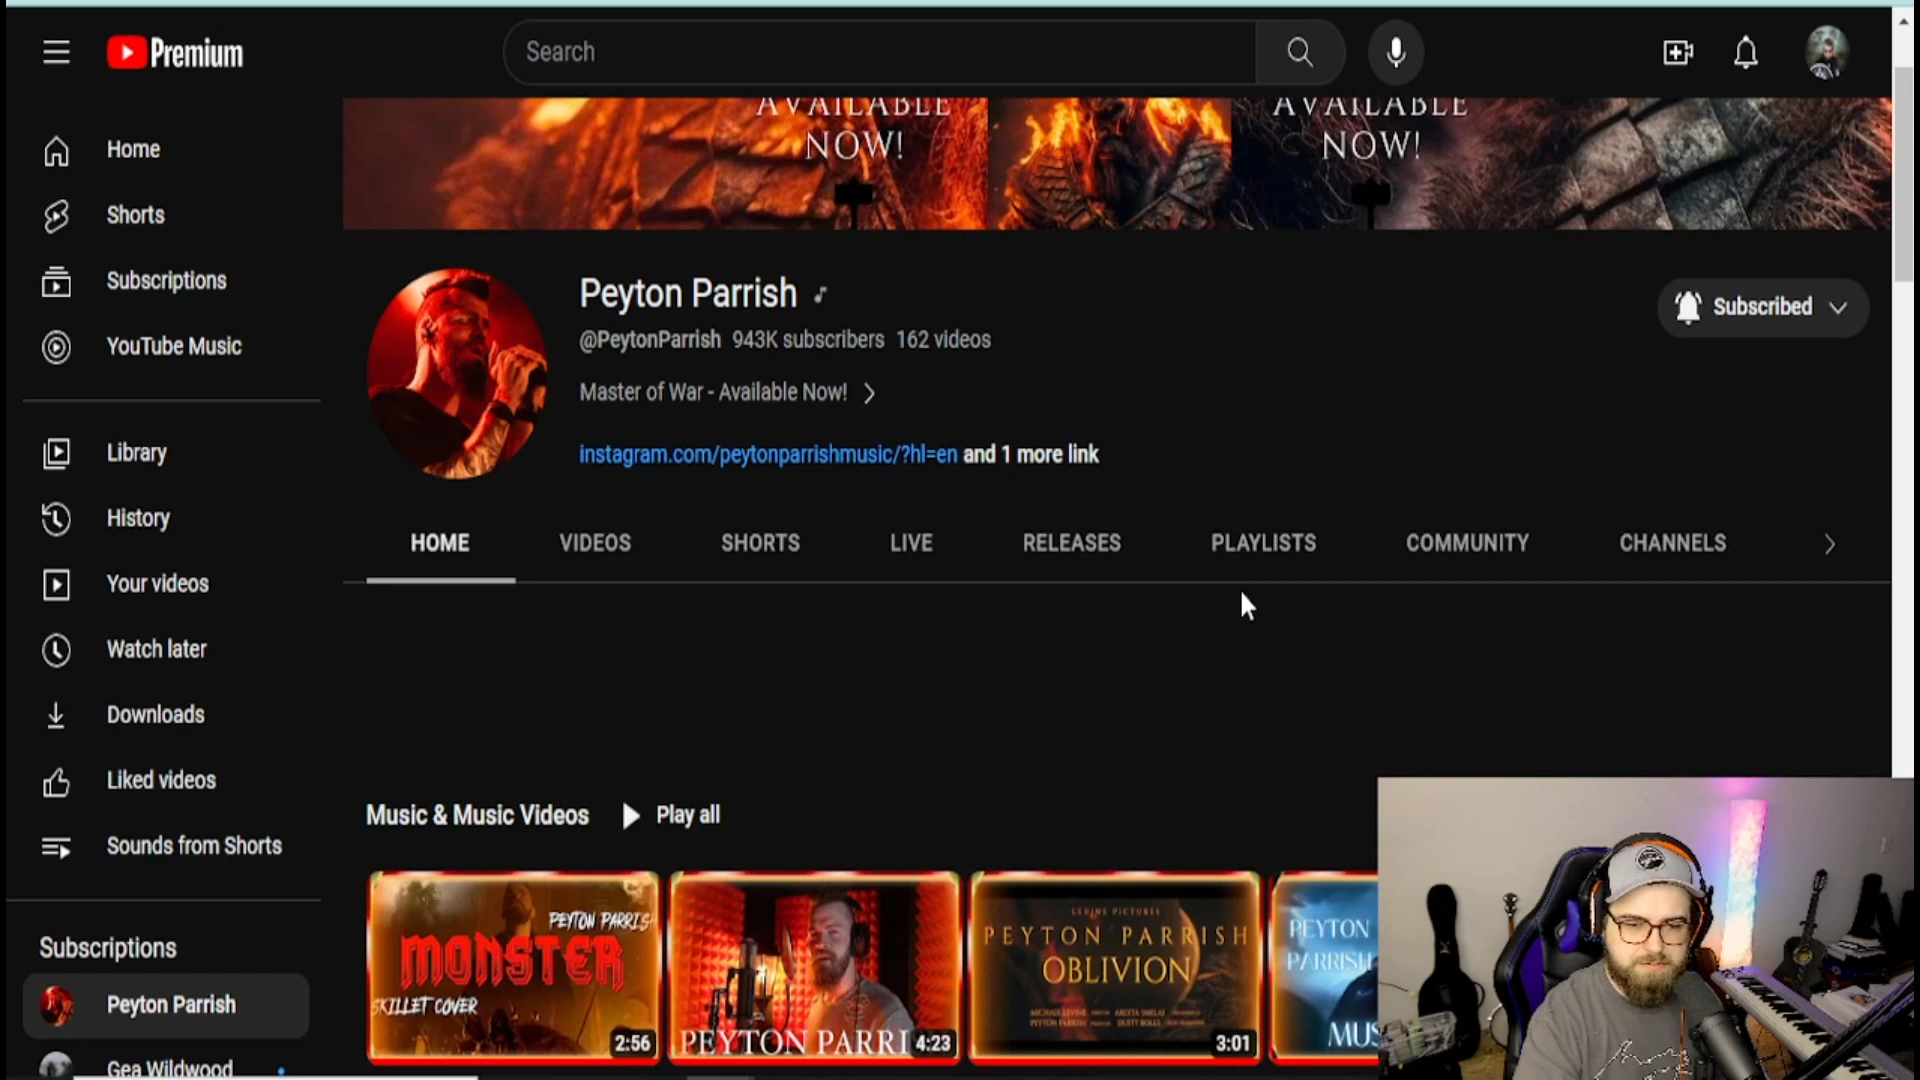 Premium
Search
Home
Shorts
Subscriptions
YouTube Music
Library
History
Your videos
Watch later
Downloads
Liked videos
Sounds from Shorts
Subscriptions
Peyton Parrish
Gea Wildwood
AVAILABLE
NOW!
AVAILABLE
NOW!
Peyton Parrish
@PeytonParrish 943K subscribers 162 videos
Master of War - Available Now!
instagram.com/peytonparrishmusic/?hl=en and 1 more link
Subscribed
HOME VIDEOS SHORTS LIVE RELEASES PLAYLISTS COMMUNITY CHANNELS
Music & Music Videos Play all
PEYTON PARRISH
MONSTER
SKILLET COVER
2:56
PEYTON PARRI
4:23
LEVINE PICTURES
PEYTON PARRISH
OBLIVION
3:01
PEYTON
PARRISH
MUS